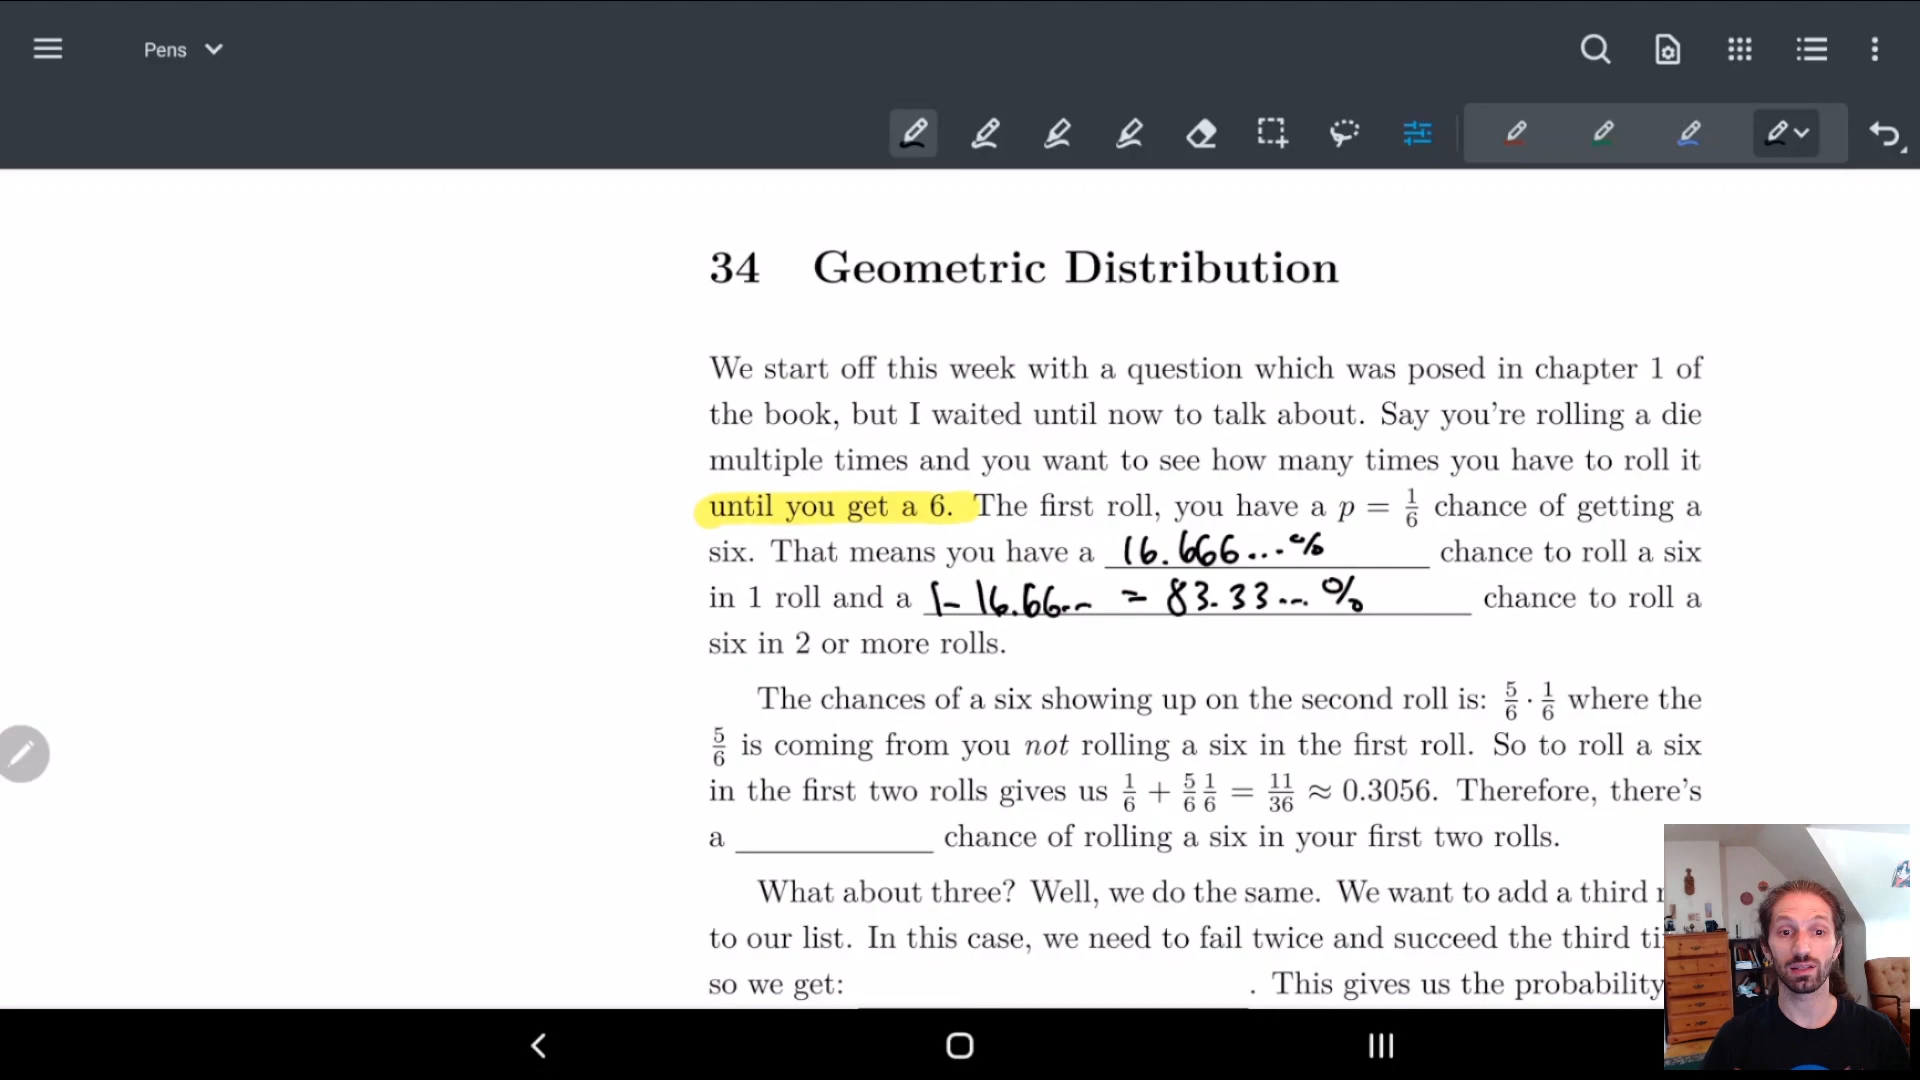 Pens
34 Geometric Distribution
We start off this week with a question which was posed in chapter 1 of
the book, but I waited until now to talk about. Say you're rolling a die
multiple times and you want to see how many times you have to roll it
until you get a 6. The first roll, you have a p = 1/6 chance of getting a
six. That means you have a 16.666...% chance to roll a six
in 1 roll and a 1- 16.66... = 83.33...% chance to roll a
six in 2 or more rolls.
The chances of a six showing up on the second roll is: 5/6 · 1/6 where the
5/6 is coming from you not rolling a six in the first roll. So to roll a six
in the first two rolls gives us 1/6 + 5/6 1/6 = 11/36 ≈ 0.3056. Therefore, there's
a ____________ chance of rolling a six in your first two rolls.
What about three? Well, we do the same. We want to add a third
to our list. In this case, we need to fail twice and succeed the third
so we get: ____________ . This gives us the probability